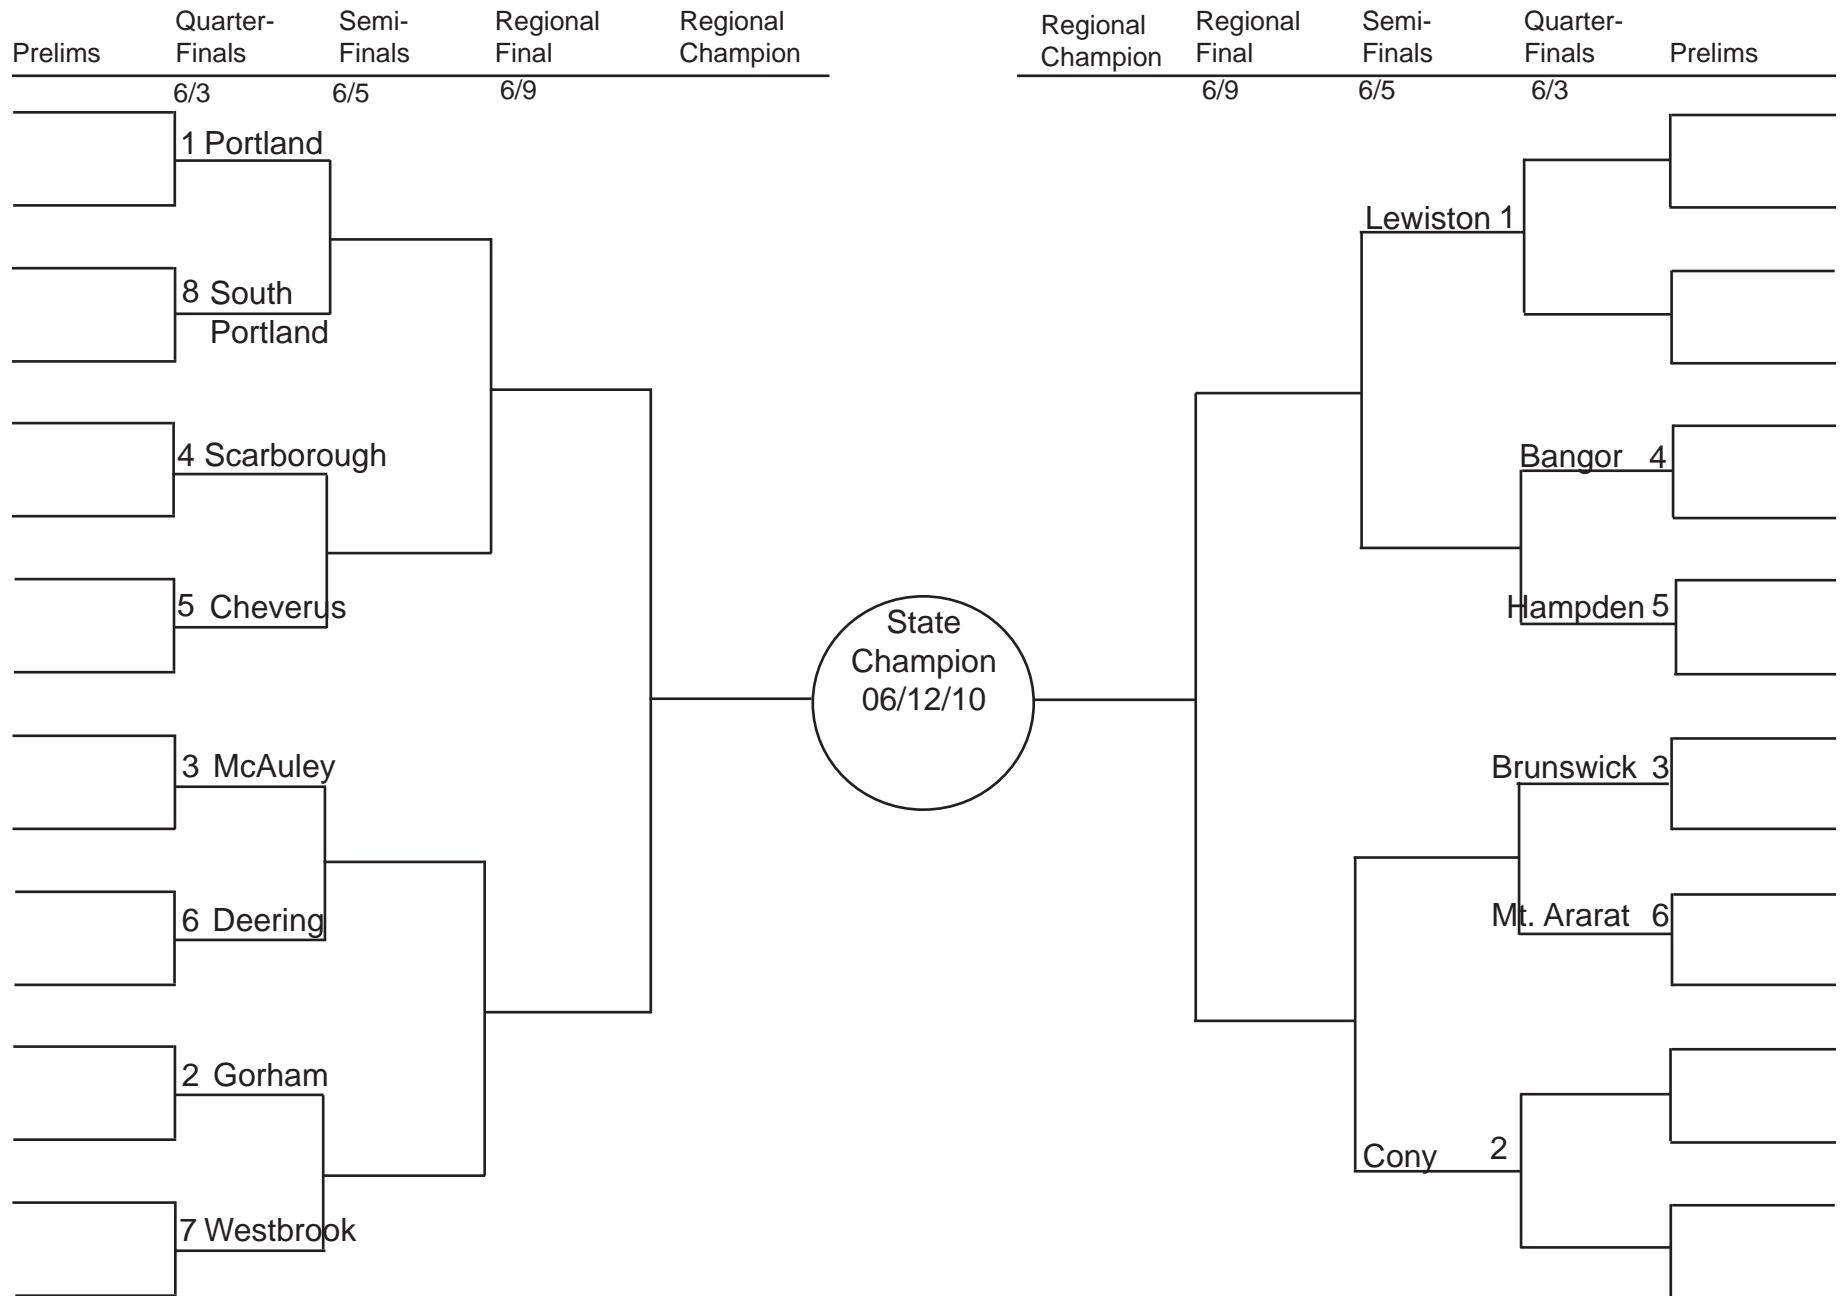 Prelims
Quarter-
Finals
Semi-
Finals
Regional
Final
Regional
Champion
6/3
6/5
6/9
1 Portland
8 South
Portland
4 Scarborough
5 Cheverus
3 McAuley
6 Deering
2 Gorham
7 Westbrook
State
Champion
06/12/10
Regional
Champion
Regional
Final
Semi-
Finals
Quarter-
Finals
Prelims
6/9
6/5
6/3
Lewiston 1
Bangor 4
Hampden 5
Brunswick 3
Mt. Ararat 6
Cony 2